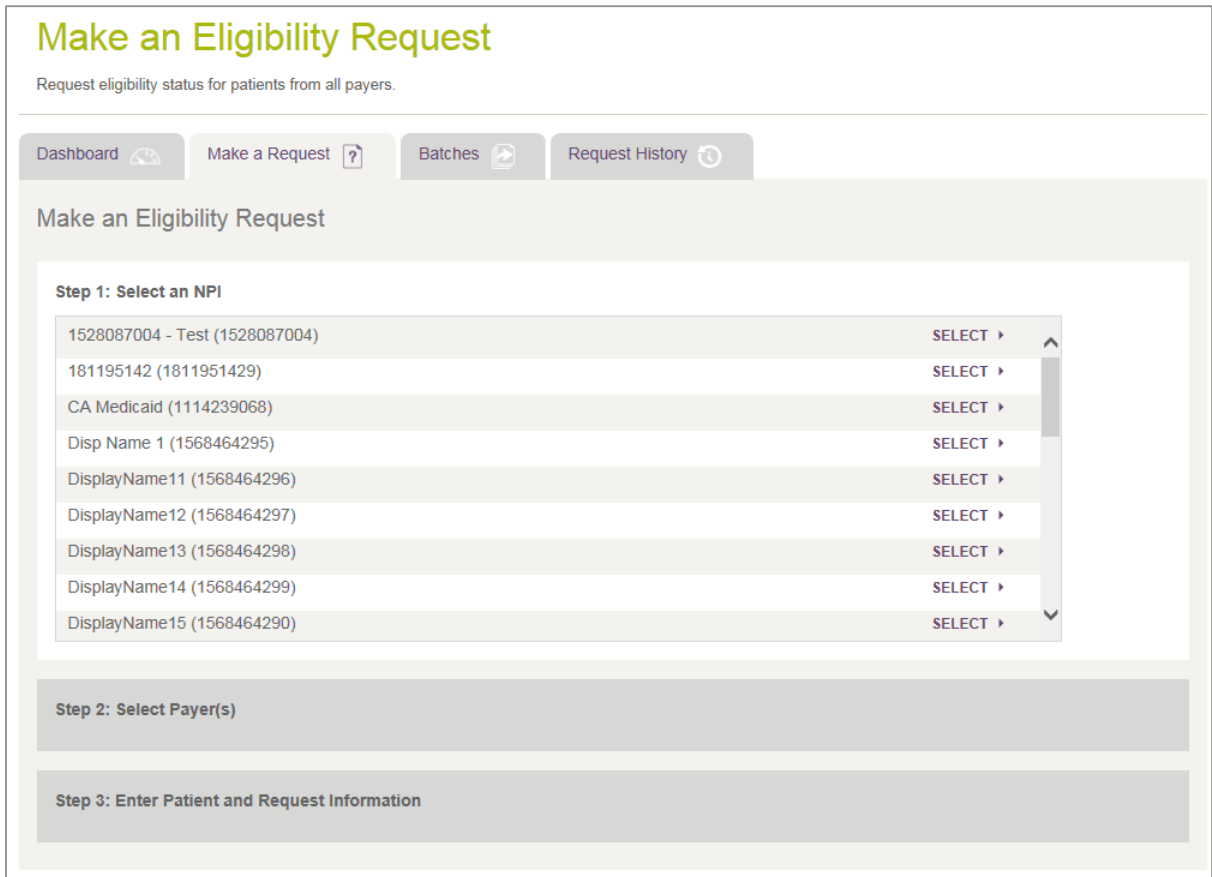 Make an Eligibility Request
Request eligibility status for patients from all payers.
Dashboard Make a Request ? Batches Request History
Make an Eligibility Request
Step 1: Select an NPI
1528087004 - Test (1528087004) SELECT
181195142 (1811951429) SELECT
CA Medicaid (1114239068) SELECT
Disp Name 1 (1568464295) SELECT
DisplayName11 (1568464296) SELECT
DisplayName12 (1568464297) SELECT
DisplayName13 (1568464298) SELECT
DisplayName14 (1568464299) SELECT
DisplayName15 (1568464290) SELECT
Step 2: Select Payer(s)
Step 3: Enter Patient and Request Information